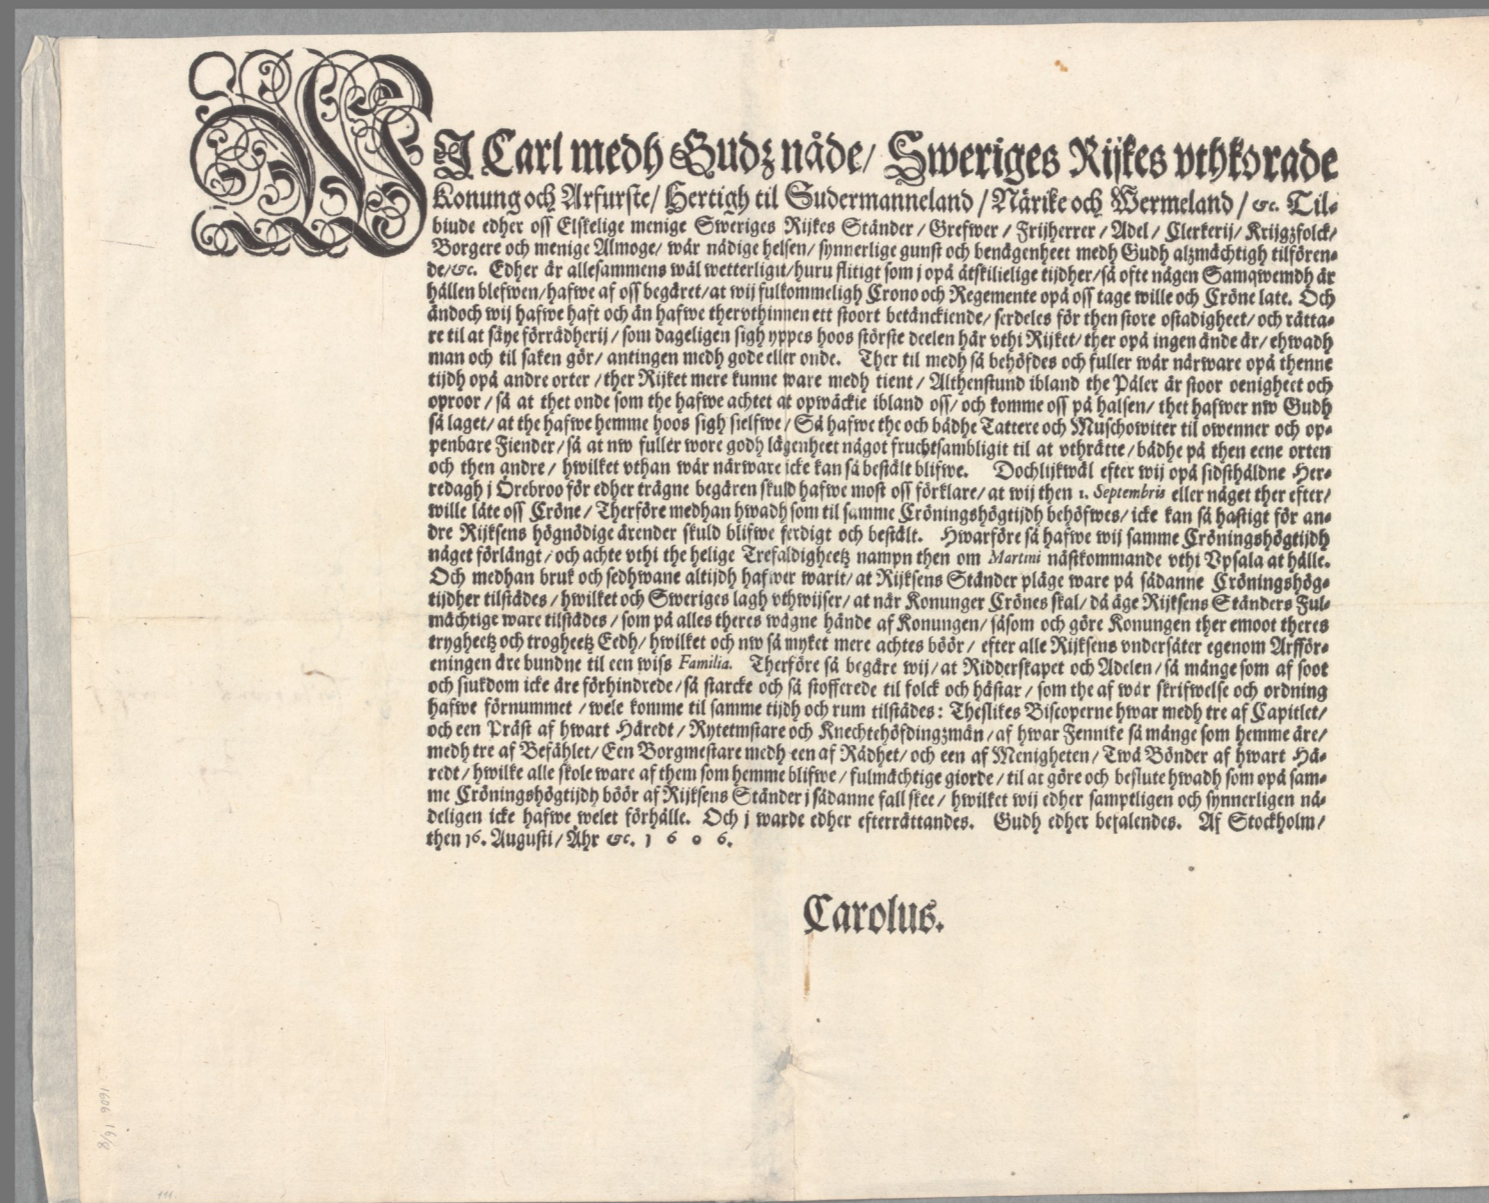 WJ Carl medh Gudz nåde/ Sweriges Rijkes vthkorade
Konung och Arfurste/ Hertigh til Sudermanneland/ Närike och Wermeland/ &c. Til-
biude edher oss Elskelige menige Sweriges Rijkes Ständer/ Grefwer/ Frijherrer/ Adel/ Clerkerij/ Krijgzfolck/
Borgere och menige Almoge/ wår nådige helsen/ synnerlige gunst och benägenheet medh Gudh alzmächtigh tilfören-
de/&c. Edher är allesammens wäl wetterligit/ huru flitigt som j opå åtskilielige tijdher/ så ofte någen Samqwemdh är
hållen blefwen/ hafwe af oss begäret/ at wij fulkommeligh Crono och Regemente opå oss tage wille och Cröne late. Och
ändoch wij hafwe haft och än hafwe thervthinnen ett stoort betänckiende/ serdeles för then store ostadigheet/ och rätta-
re til at säye förrädherij/ som dageligen sigh yppes hoos störste deelen här vthi Rijket/ ther opå ingen ände är/ ehwadh
man och til saken gör/ antingen medh gode eller onde. Ther til medh så behöfdes och fuller wår närware opå thenne
tijdh opå andre orter/ ther Rijket mere kunne ware medh tient/ Althenstund ibland the Påler är stoor oenigheet och
oproor/ så at thet onde som the hafwe achtet at opwäckie ibland oss/ och komme oss på halsen/ thet hafwer nw Gudh
så laget/ at the hafwe hemme hoos sigh sielfwe/ Så hafwe the och bådhe Tattere och Muschowiter til owenner och op-
penbare Fiender/ så at nw fuller wore godh lägenheet något fruchtsambligit til at vthrätte/ bådhe på then eene orten
och then andre/ hwilket vthan wår närware icke kan så bestält blifwe. Dochlijkwäl efter wij opå sidsthåldne Her-
redagh j Örebroo för edher trägne begären skuld hafwe most oss förklare/ at wij then 1. Septembris eller någet ther efter/
wille låte oss Cröne/ Therföre medhan hwadh som til samme Cröningshögtijdh behöfwes/ icke kan så hastigt för an-
dre Rijksens högnödige ärender skuld blifwe ferdigt och bestält. Hwarföre så hafwe wij samme Cröningshögtijdh
någet förlängt/ och achte vthi the helige Trefaldigheetz nampn then om Martini nästkommande vthi Vpsala at hålle.
Och medhan bruk och sedhwane altijdh hafwer warit/ at Rijksens Ständer pläge ware på sådanne Cröningshög-
tijdher tilstådes/ hwilket och Sweriges lagh vthwijser/ at när Konunger Crönes skal/ då äge Rijksens Ständers Ful-
mächtige ware tilstådes/ som på alles theres wägne hände af Konungen/ såsom och göre Konungen ther emoot theres
trygheetz och trogheetz Eedh/ hwilket och nw så myket mere achtes böör/ efter alle Rijksens vndersåter egenom Arfför-
eningen äre bundne til een wiss Familia. Therföre så begäre wij/ at Ridderskapet och Adelen/ så månge som af soot
och siukdom icke äre förhindrede/ så starcke och så stofferede til folck och hästar/ som the af wår skrifwelse och ordning
hafwe förnummet/ wele komme til samme tijdh och rum tilstådes: Theslikes Biscoperne hwar medh tre af Capitlet/
och een Präst af hwart Häredt/ Rytetmstare och Knechtehöfdingzmän/ af hwar Fennike så månge som hemme äre/
medh tre af Befählet/ Een Borgmestare medh een af Rådhet/ och een af Menigheten/ Twå Bönder af hwart Hä-
redt/ hwilke alle skole ware af them som hemme blifwe/ fulmächtige giorde/ til at göre och beslute hwadh som opå sam-
me Cröningshögtijdh böör af Rijksens Ständer j sådanne fall skee/ hwilket wij edher samptligen och synnerligen nå-
deligen icke hafwe welet förhålle. Och j warde edher efterrättandes. Gudh edher befalendes. Af Stockholm/
then 16. Augusti/ Åhr &c. 1 6 0 6.
Carolus.
1606 16/8